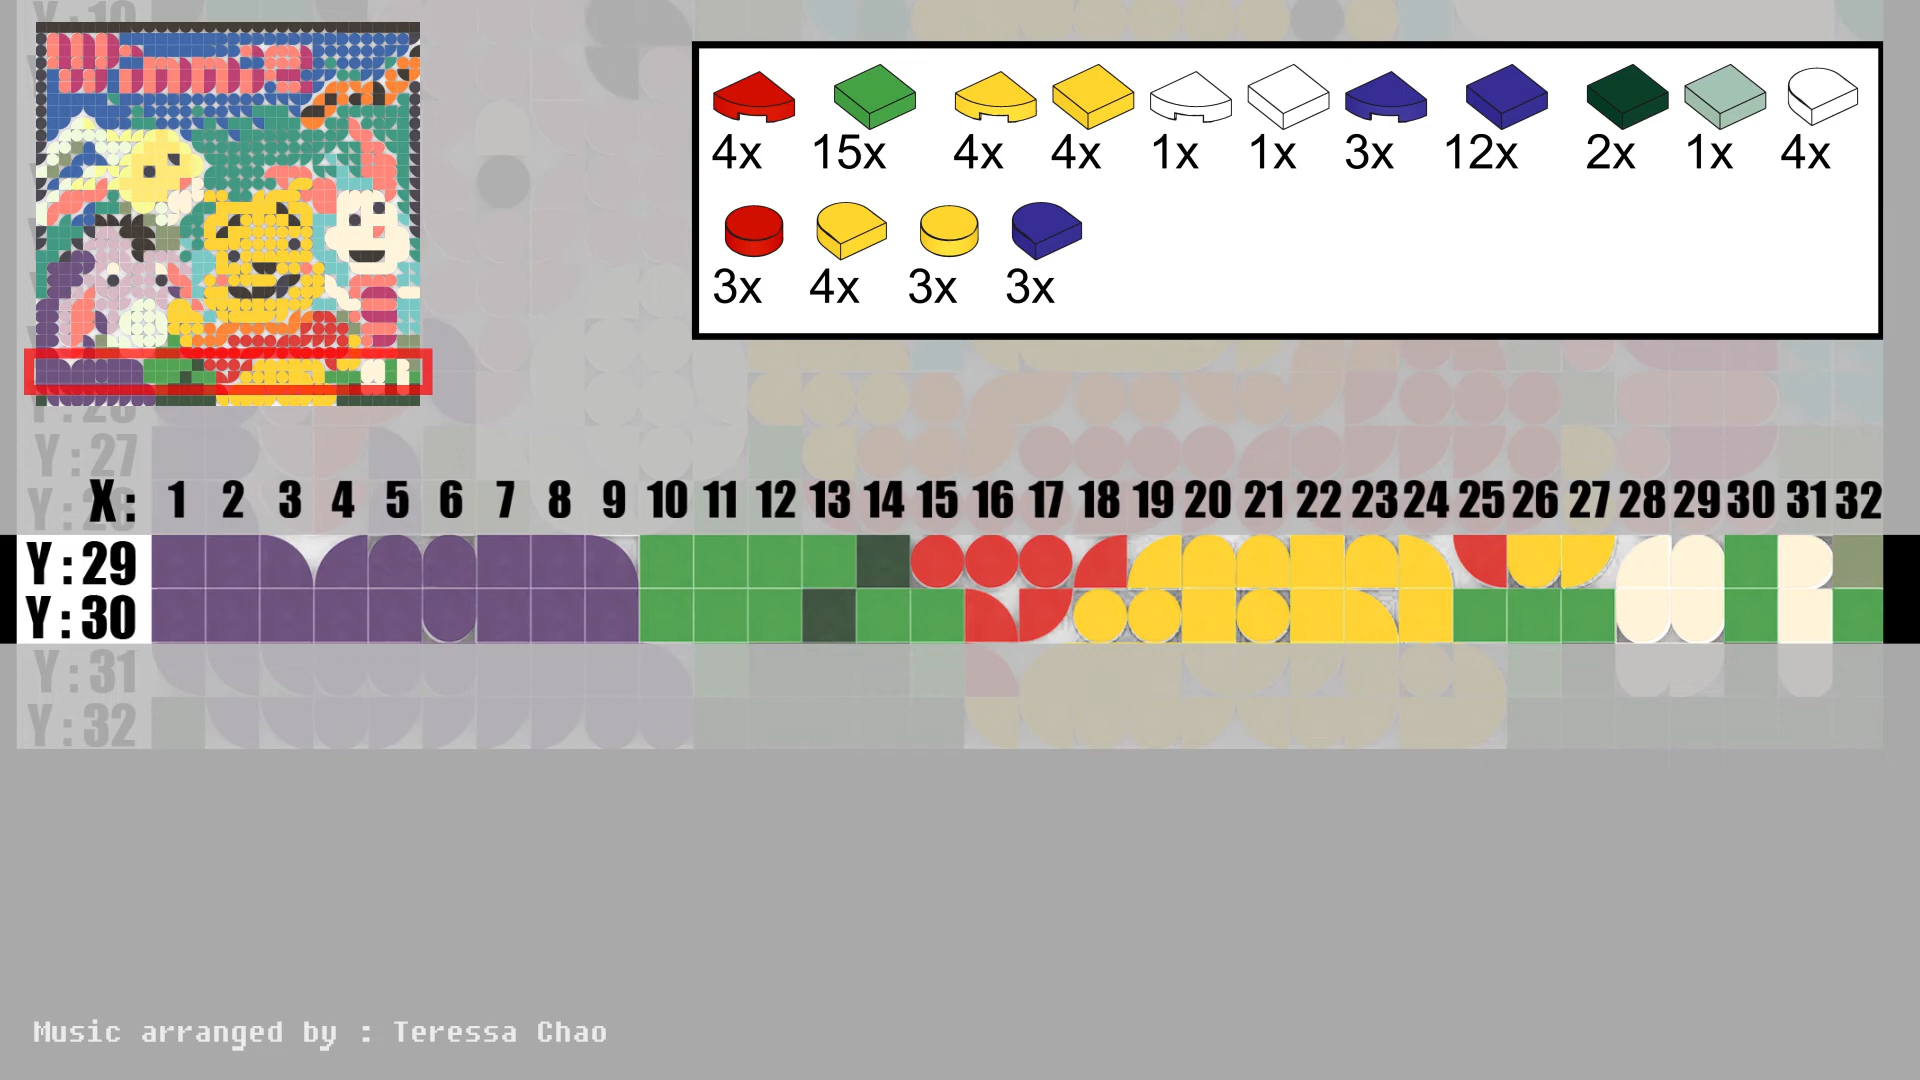 Y:19
4x 15x 4x 4x 1x 1x 3x 12x 2x 1x 4x
3x 4x 3x 3x
Y:28
Y:27
X: 1 2 3 4 5 6 7 8 9 10 11 12 13 14 15 16 17 18 19 20 21 22 23 24 25 26 27 28 29 30 31 32
Y:29
Y:30
Y:31
Y:32
Music arranged by : Teressa Chao